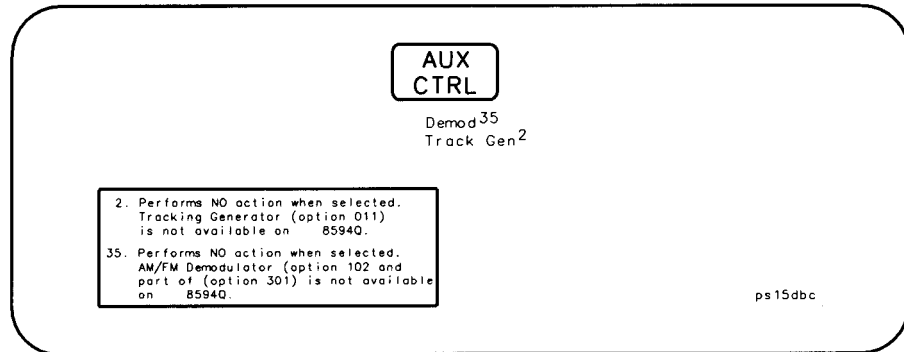 AUX
CTRL
Demod35
Track Gen2
2. Performs NO action when selected.
Tracking Generator (option 011)
is not available on 8594Q.
35. Performs NO action when selected.
AM/FM Demodulator (option 102 and
part of (option 301) is not available
on 8594Q.
ps15dbc